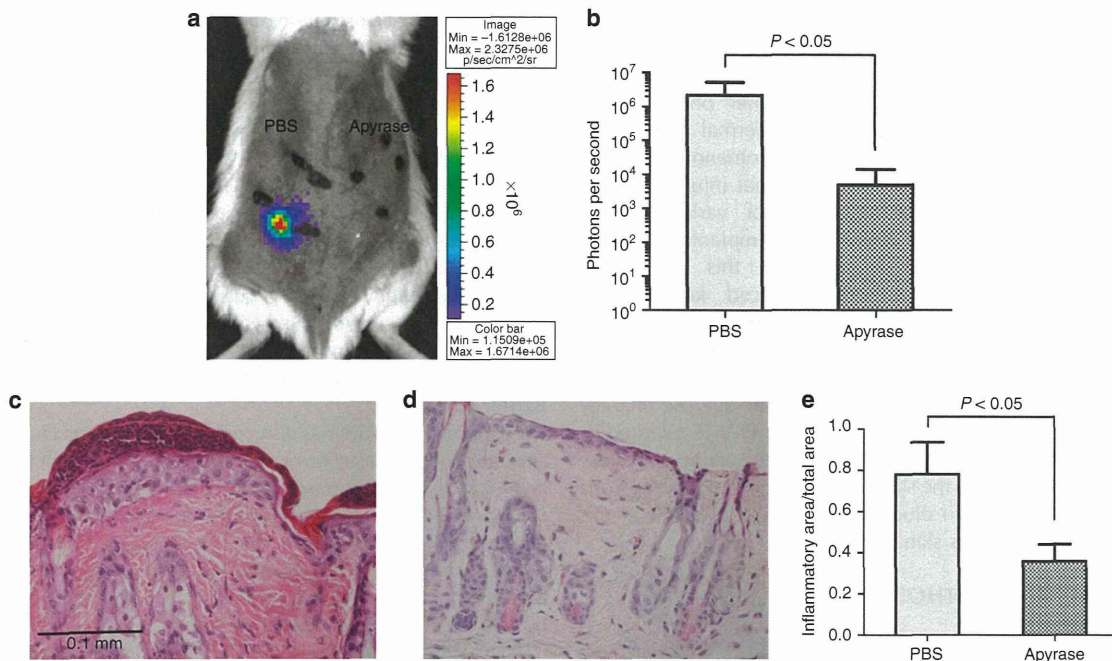 a
PBS
Apyrase
Image
Min = −1.6128e+06
Max = 2.3275e+06
p/sec/cm^2/sr
1.6
1.4
1.2
1.0
0.8
0.6
0.4
0.2
×10⁶
Color bar
Min = 1.1509e+05
Max = 1.6714e+06
b
P < 0.05
Photons per second
10⁷
10⁶
10⁵
10⁴
10³
10²
10¹
10⁰
PBS
Apyrase
c
0.1 mm
d
e
P < 0.05
Inflammatory area/total area
1.0
0.8
0.6
0.4
0.2
0.0
PBS
Apyrase